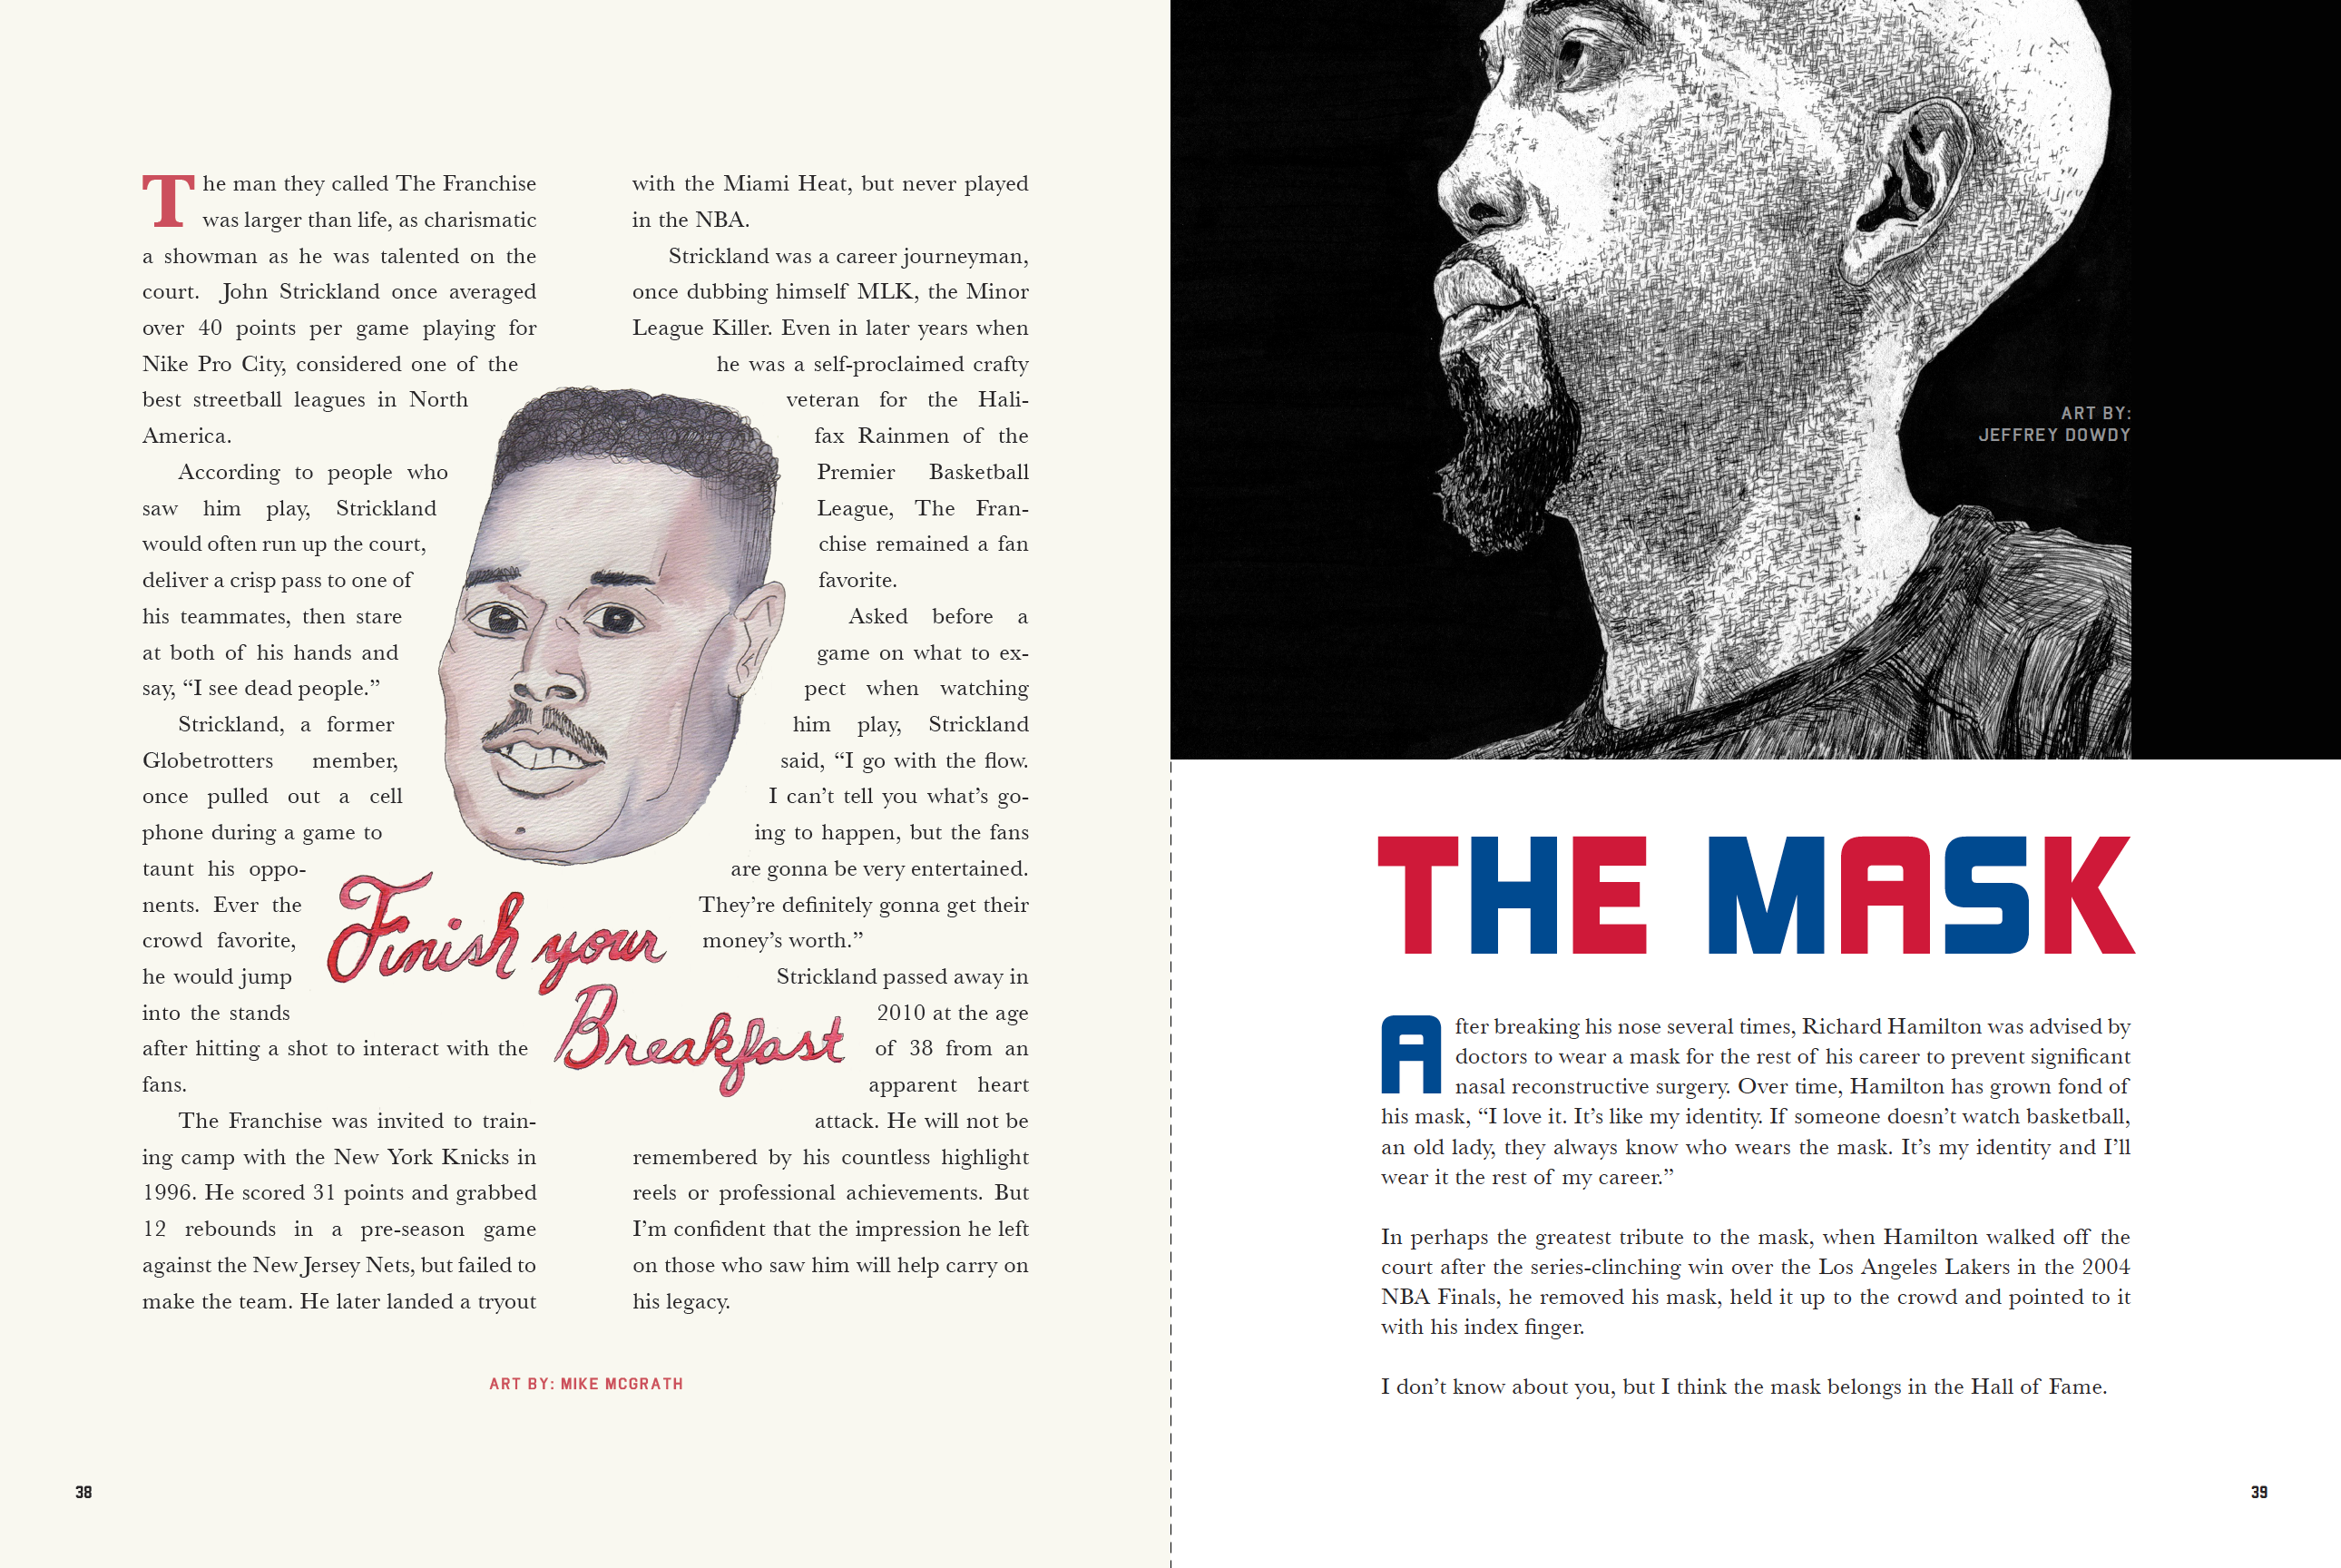 The man they called The Franchise
was larger than life, as charismatic
a showman as he was talented on the
court. John Strickland once averaged
over 40 points per game playing for
Nike Pro City, considered one of the
best streetball leagues in North
America.
According to people who
saw him play, Strickland
would often run up the court,
deliver a crisp pass to one of
his teammates, then stare
at both of his hands and
say, “I see dead people.”
Strickland, a former
Globetrotters member,
once pulled out a cell
phone during a game to
taunt his oppo-
nents. Ever the
crowd favorite,
he would jump
into the stands
after hitting a shot to interact with the
fans.
The Franchise was invited to train-
ing camp with the New York Knicks in
1996. He scored 31 points and grabbed
12 rebounds in a pre-season game
against the New Jersey Nets, but failed to
make the team. He later landed a tryout
with the Miami Heat, but never played
in the NBA.
Strickland was a career journeyman,
once dubbing himself MLK, the Minor
League Killer. Even in later years when
he was a self-proclaimed crafty
veteran for the Hali-
fax Rainmen of the
Premier Basketball
League, The Fran-
chise remained a fan
favorite.
Asked before a
game on what to ex-
pect when watching
him play, Strickland
said, “I go with the flow.
I can’t tell you what’s go-
ing to happen, but the fans
are gonna be very entertained.
They’re definitely gonna get their
money’s worth.”
Strickland passed away in
2010 at the age
of 38 from an
apparent heart
attack. He will not be
remembered by his countless highlight
reels or professional achievements. But
I’m confident that the impression he left
on those who saw him will help carry on
his legacy.
Finish your
Breakfast
ART BY: MIKE MCGRATH
38
ART BY:
JEFFREY DOWDY
THE MASK
After breaking his nose several times, Richard Hamilton was advised by
doctors to wear a mask for the rest of his career to prevent significant
nasal reconstructive surgery. Over time, Hamilton has grown fond of
his mask, “I love it. It’s like my identity. If someone doesn’t watch basketball,
an old lady, they always know who wears the mask. It’s my identity and I’ll
wear it the rest of my career.”
In perhaps the greatest tribute to the mask, when Hamilton walked off the
court after the series-clinching win over the Los Angeles Lakers in the 2004
NBA Finals, he removed his mask, held it up to the crowd and pointed to it
with his index finger.
I don’t know about you, but I think the mask belongs in the Hall of Fame.
39